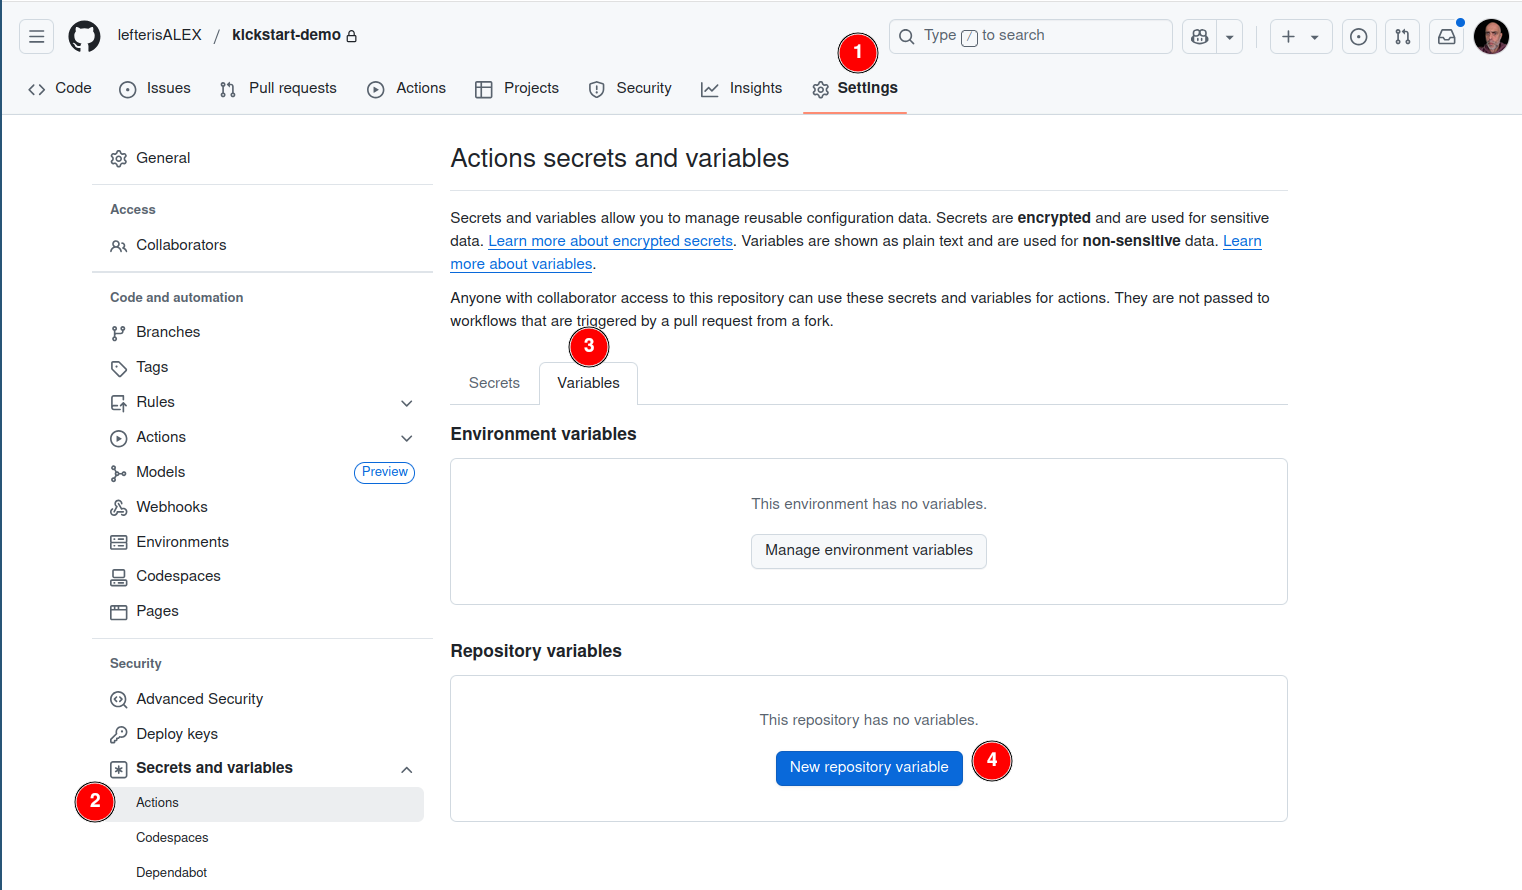 lefterisALEX / kickstart-demo
Type / to search
1
Code
Issues
Pull requests
Actions
Projects
Security
Insights
Settings
General
Access
Collaborators
Code and automation
Branches
Tags
Rules
Actions
Models
Preview
Webhooks
Environments
Codespaces
Pages
Security
Advanced Security
Deploy keys
Secrets and variables
2
Actions
Codespaces
Dependabot
Actions secrets and variables
Secrets and variables allow you to manage reusable configuration data. Secrets are encrypted and are used for sensitive
data. Learn more about encrypted secrets. Variables are shown as plain text and are used for non-sensitive data. Learn
more about variables.
Anyone with collaborator access to this repository can use these secrets and variables for actions. They are not passed to
workflows that are triggered by a pull request from a fork.
3
Secrets
Variables
Environment variables
This environment has no variables.
Manage environment variables
Repository variables
This repository has no variables.
New repository variable
4